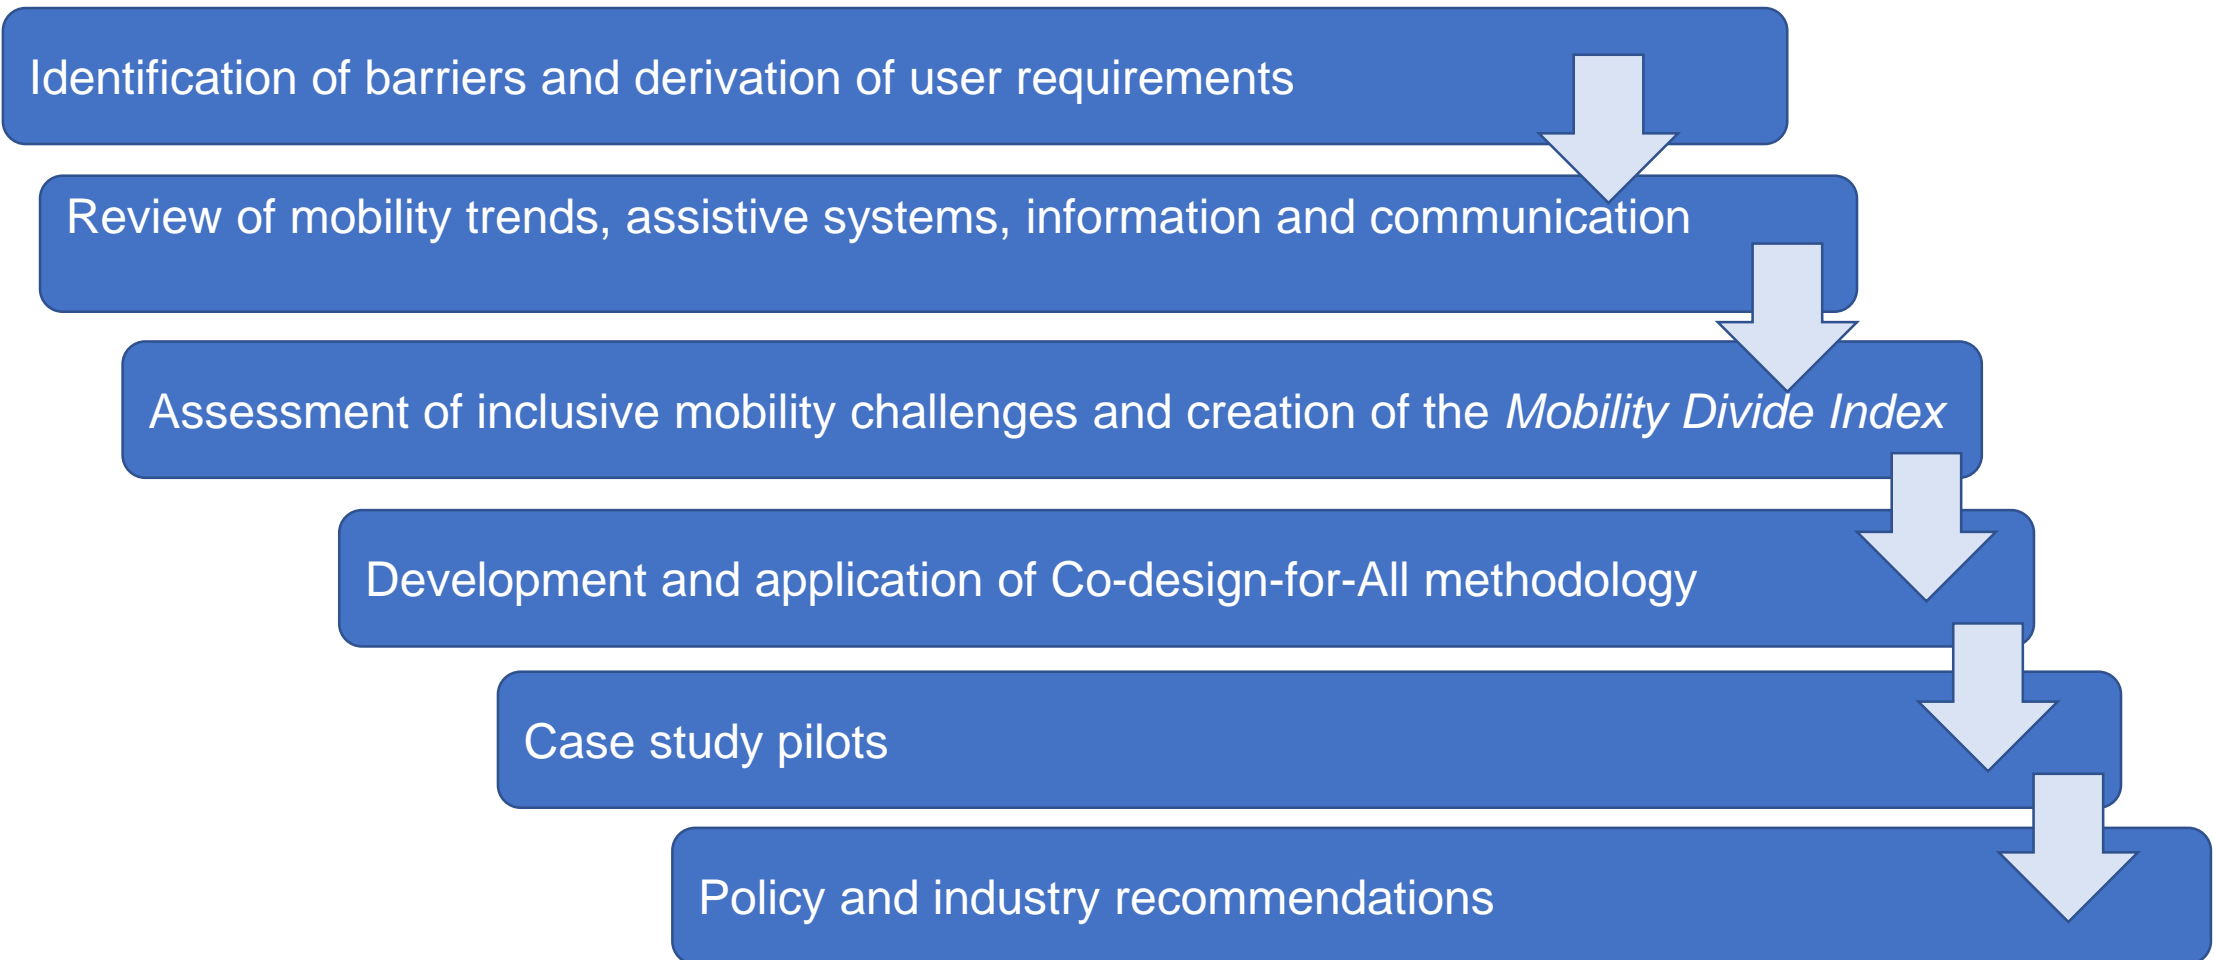 Identification of barriers and derivation of user requirements
Review of mobility trends, assistive systems, information and communication
Assessment of inclusive mobility challenges and creation of the Mobility Divide Index
Development and application of Co-design-for-All methodology
Case study pilots
Policy and industry recommendations